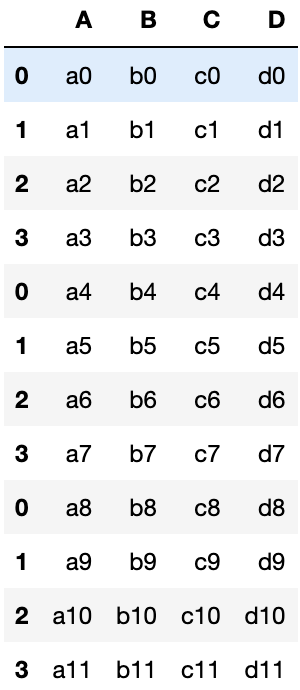 A B C D
0 a0 b0 c0 d0
1 a1 b1 c1 d1
2 a2 b2 c2 d2
3 a3 b3 c3 d3
0 a4 b4 c4 d4
1 a5 b5 c5 d5
2 a6 b6 c6 d6
3 a7 b7 c7 d7
0 a8 b8 c8 d8
1 a9 b9 c9 d9
2 a10 b10 c10 d10
3 a11 b11 c11 d11